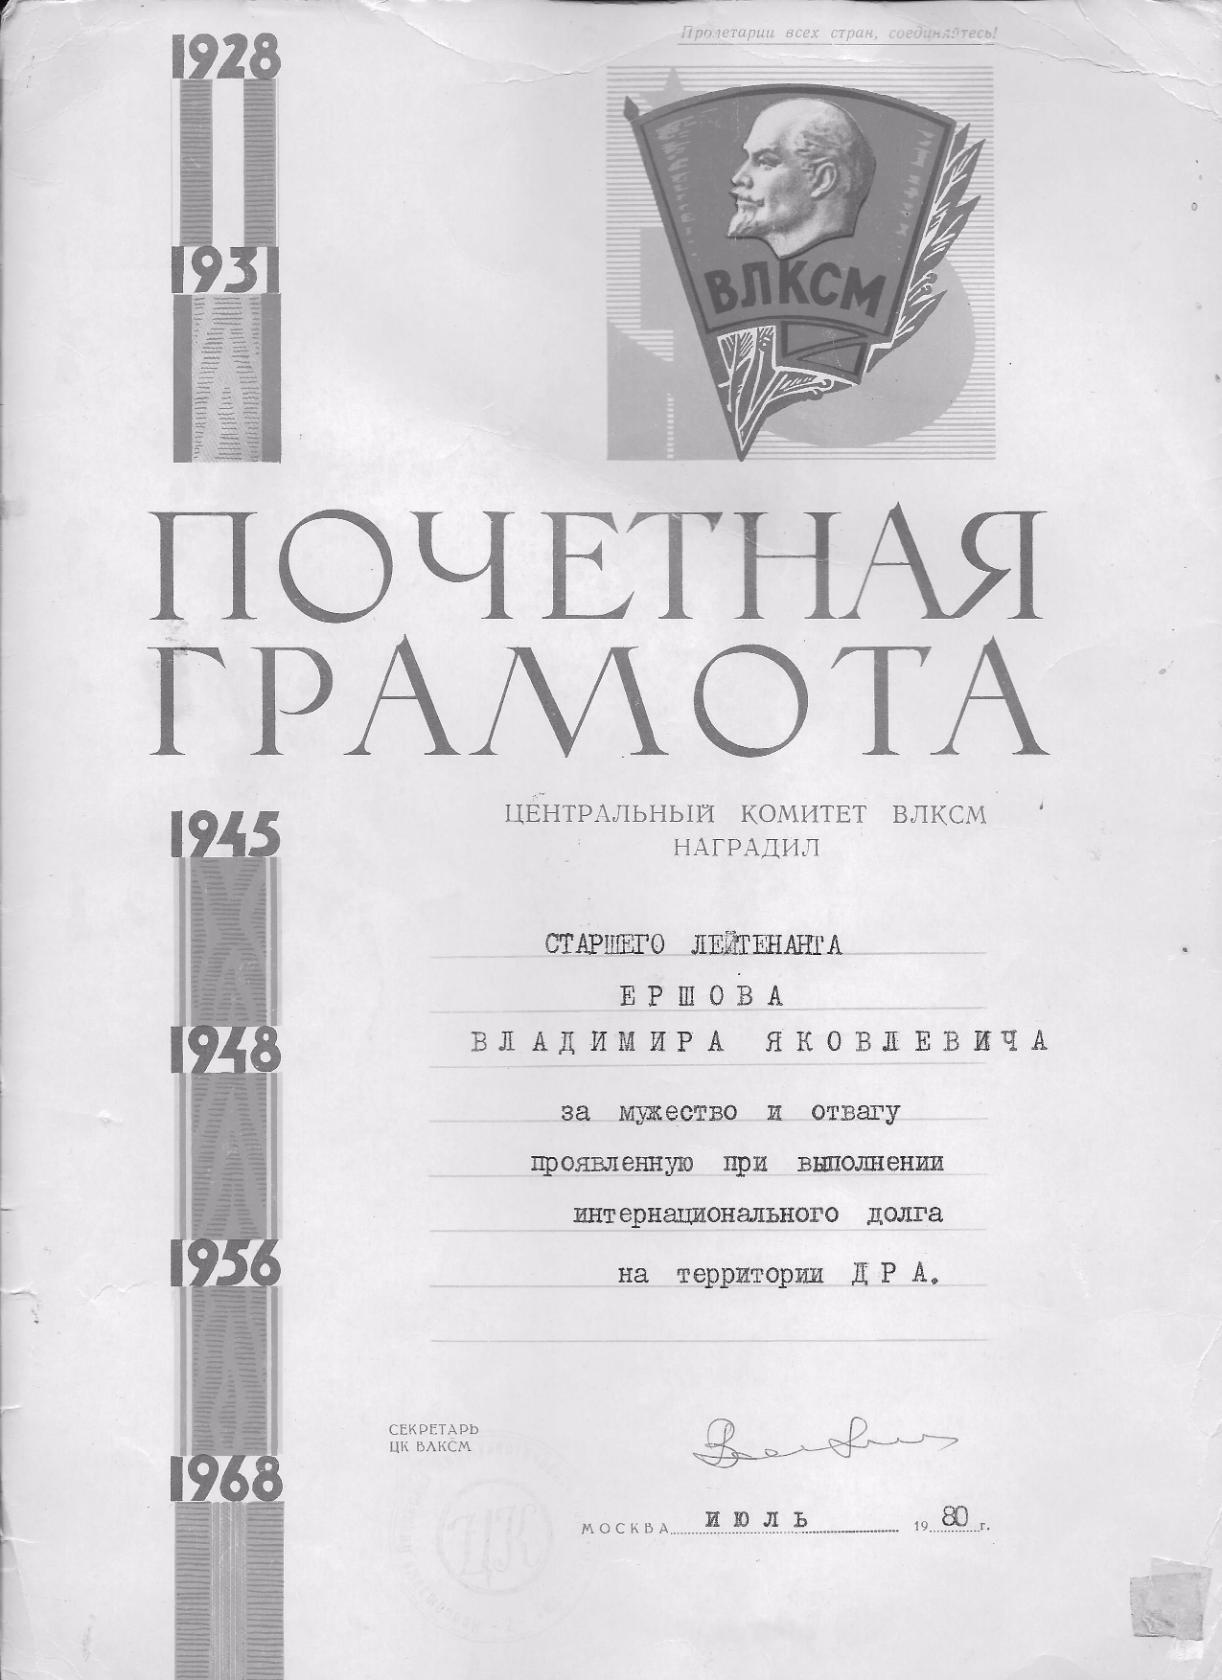 Пролетарии всех стран, соединяйтесь!
1928
1931
ВЛКСМ
ПОЧЕТНАЯ
ГРАМОТА
1945
1948
1956
1968
ЦЕНТРАЛЬНЫЙ КОМИТЕТ ВЛКСМ
НАГРАДИЛ
СТАРШЕГО ЛЕЙТЕНАНТА
ЕРШОВА
ВЛАДИМИРА ЯКОВЛЕВИЧА
за мужество и отвагу
проявленную при выполнении
интернационального долга
на территории ДРА.
СЕКРЕТАРЬ
ЦК ВЛКСМ
МОСКВА июль 1980 г.
ЦК